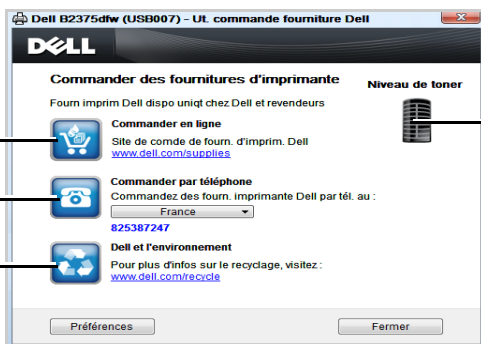 Dell B2375dfw (USB007) – Ut. commande fourniture Dell
DELL
Commander des fournitures d'imprimante
Niveau de toner
Fourn imprim Dell dispo uniqt chez Dell et revendeurs
Commander en ligne
Site de comde de fourn. d'imprim. Dell
www.dell.com/supplies
Commander par téléphone
Commandez des fourn. imprimante Dell par tél. au :
France
825387247
Dell et l'environnement
Pour plus d'infos sur le recyclage, visitez :
www.dell.com/recycle
Préférences
Fermer